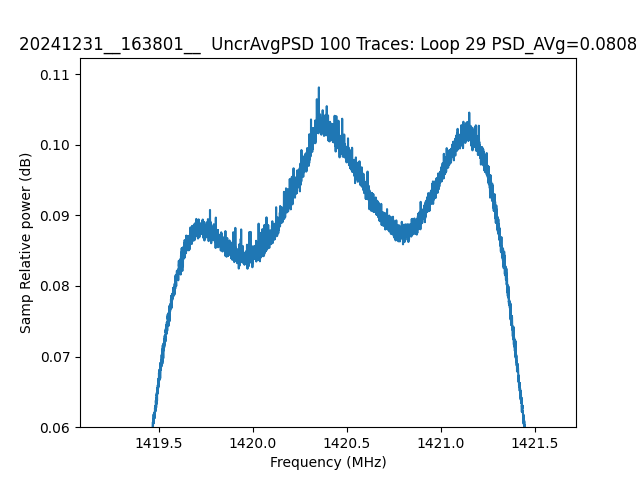 20241231__163801__  UncrAvgPSD 100 Traces: Loop 29 PSD_AVg=0.0808
0.11
0.10
0.09
0.08
0.07
0.06
Samp Relative power (dB)
1419.5 1420.0 1420.5 1421.0 1421.5
Frequency (MHz)